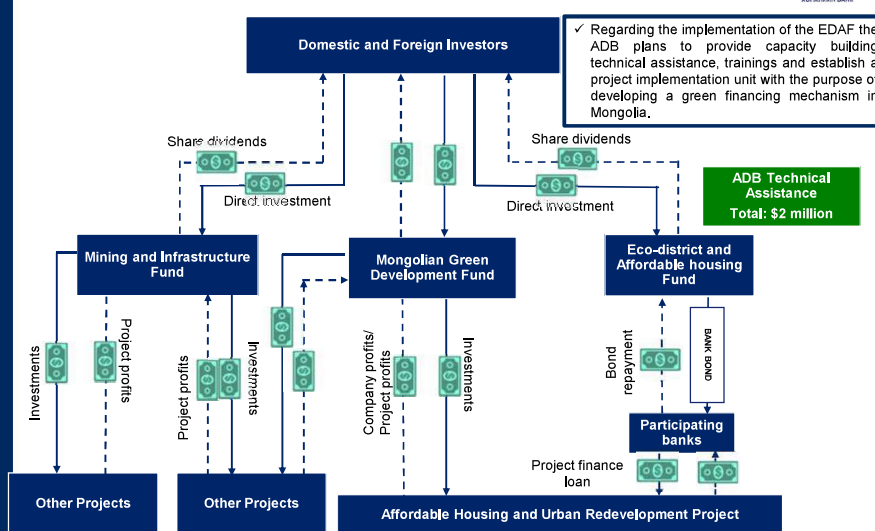 Domestic and Foreign Investors
✓ Regarding the implementation of the EDAF the
ADB plans to provide capacity building
technical assistance, trainings and establish a
project implementation unit with the purpose of
developing a green financing mechanism in
Mongolia.
Share dividends
Share dividends
Direct investment
Direct investment
ADB Technical
Assistance
Total: $2 million
Mining and Infrastructure
Fund
Mongolian Green
Development Fund
Eco-district and
Affordable housing
Fund
Investments
Project profits
Project profits
Investments
Company profits/
Project profits
Investments
Bond
repayment
BANK BOND
Participating
banks
Project finance
loan
Other Projects
Other Projects
Affordable Housing and Urban Redevelopment Project